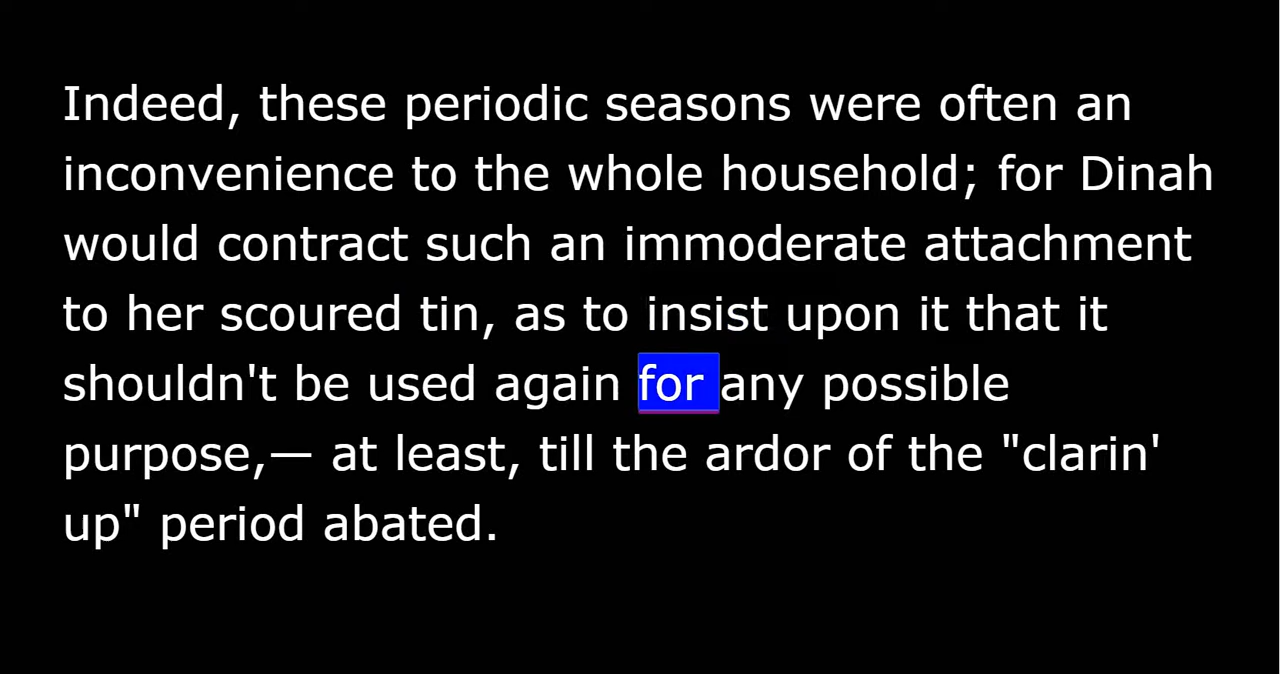 Indeed, these periodic seasons were often an
inconvenience to the whole household; for Dinah
would contract such an immoderate attachment
to her scoured tin, as to insist upon it that it
shouldn't be used again for any possible
purpose,— at least, till the ardor of the "clarin'
up" period abated.